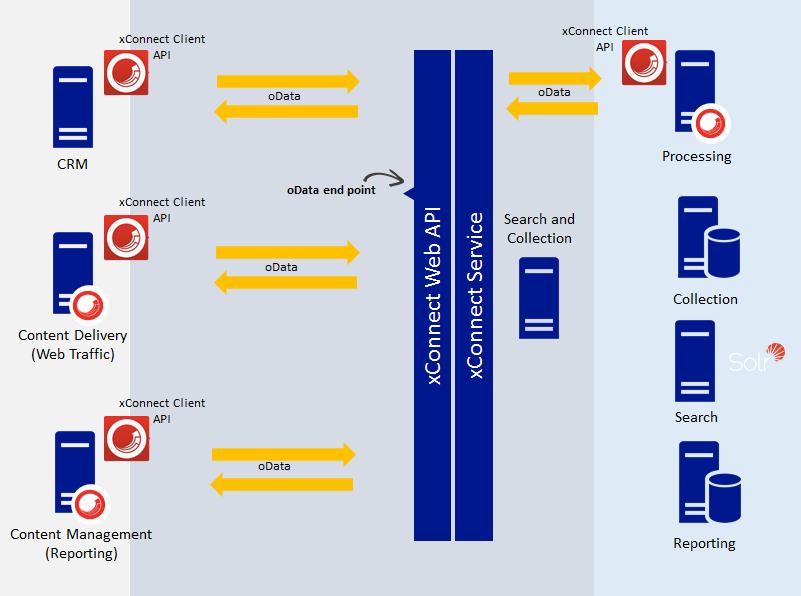 xConnect Client
API
oData
CRM
xConnect Client
API
oData
Processing
oData end point
xConnect Web API
xConnect Service
xConnect Client
API
oData
Content Delivery
(Web Traffic)
Search and
Collection
Collection
Solr
Search
xConnect Client
API
oData
Content Management
(Reporting)
Reporting